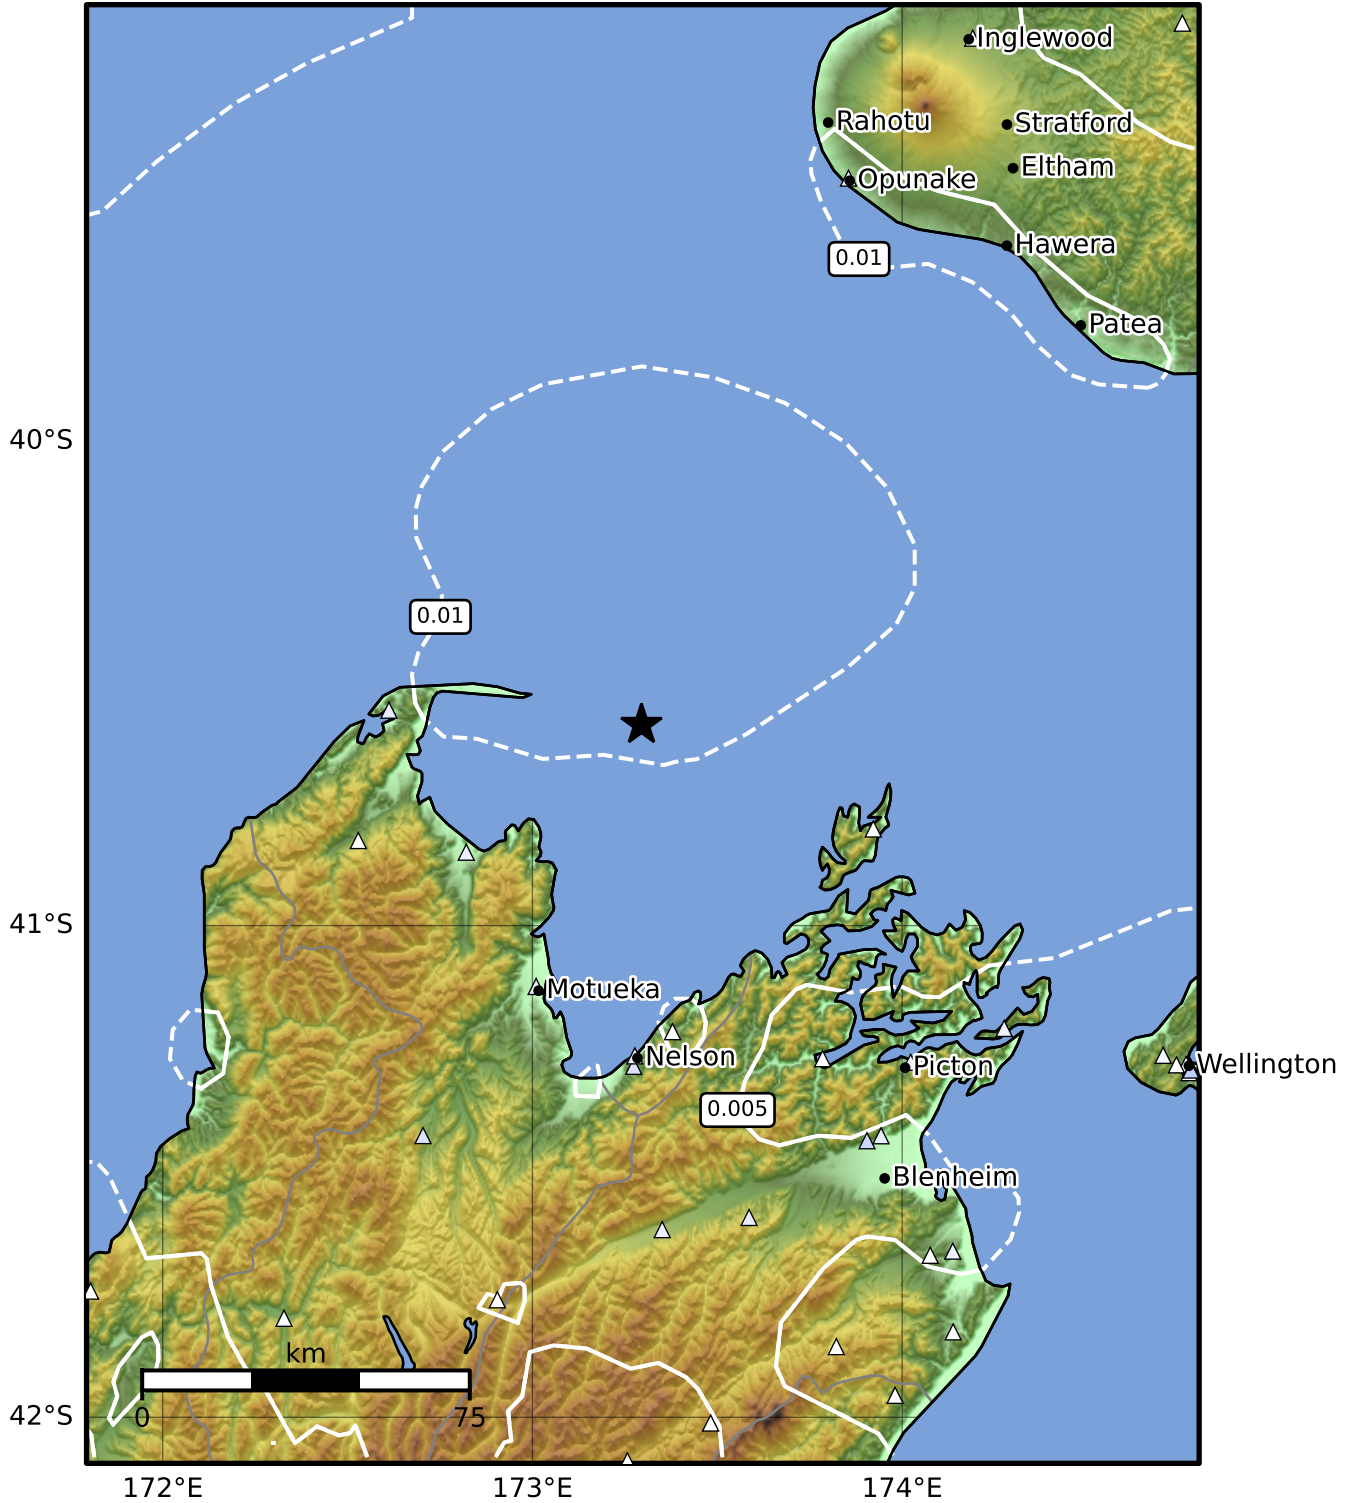 Inglewood
Rahotu
Stratford
Eltham
Opunake
Hawera
0.01
Patea
40°S
0.01
41°S
Motueka
Nelson
Picton
Wellington
0.005
Blenheim
km
0 75
42°S
172°E 173°E 174°E